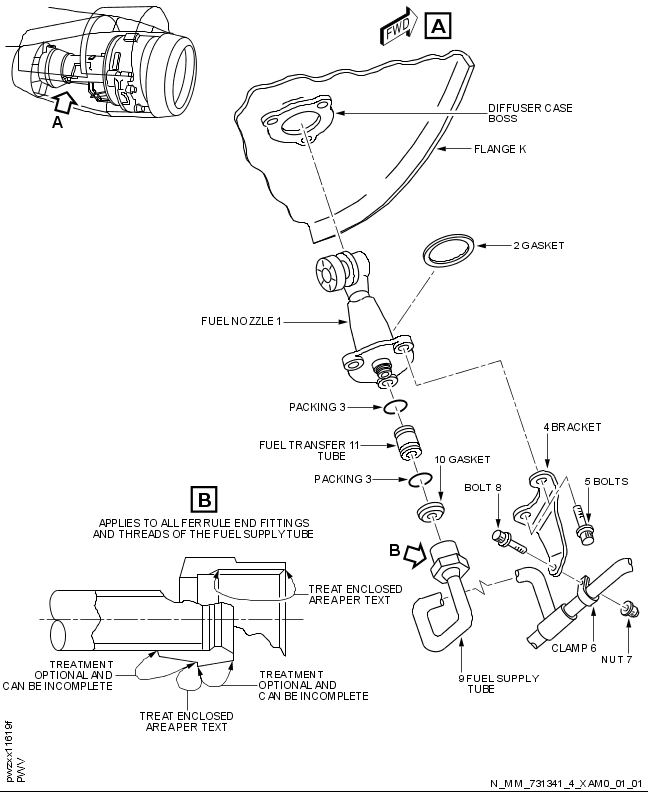 FWD
A
A
DIFFUSER CASE
BOSS
FLANGE K
2 GASKET
FUEL NOZZLE 1
PACKING 3
4 BRACKET
FUEL TRANSFER 11
TUBE
10 GASKET
PACKING 3
BOLT 8
5 BOLTS
B
APPLIES TO ALL FERRULE END FITTINGS
AND THREADS OF THE FUEL SUPPLY TUBE
B
TREAT ENCLOSED
AREA PER TEXT
CLAMP 6
NUT 7
TREATMENT
OPTIONAL AND
CAN BE INCOMPLETE
TREATMENT
OPTIONAL AND
CAN BE INCOMPLETE
9 FUEL SUPPLY
TUBE
TREAT ENCLOSED
AREA PER TEXT
pwzxx11619f
PWV
N_MM_731341_4_XAM0_01_01